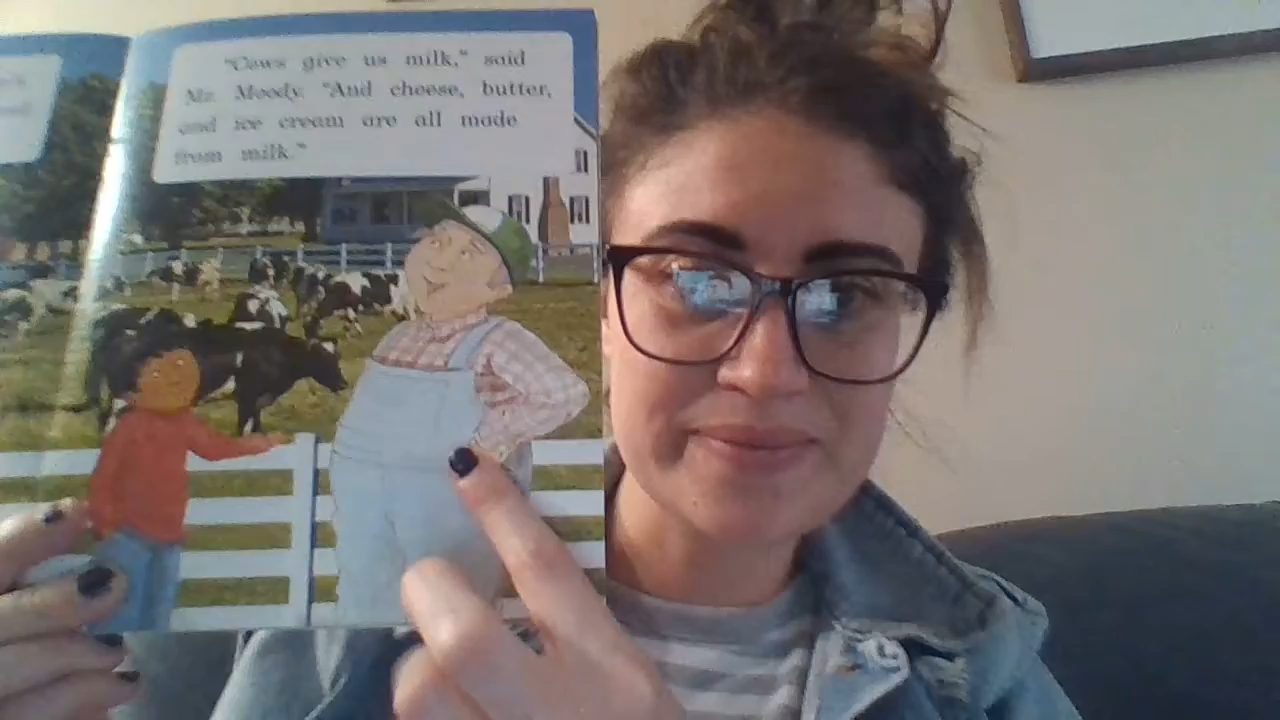 "Cows give us milk," said
Mr. Moody. "And cheese, butter,
and ice cream are all made
from milk."